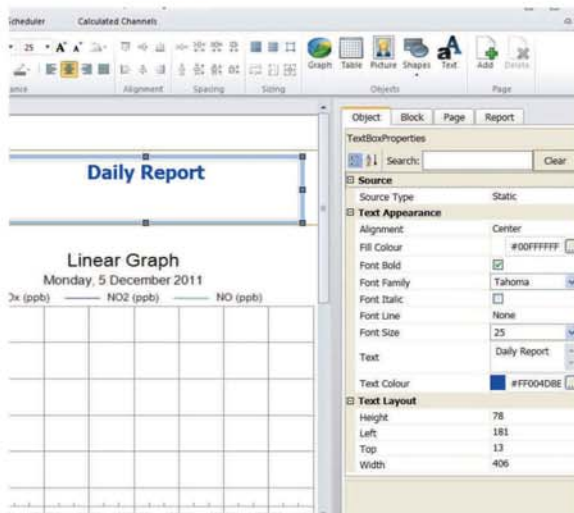 Scheduler Calculated Channels
25 A A
Graph Table Picture Shapes Text Add Delete
Alignment Spacing Sizing Objects Page
Object Block Page Report
TextBoxProperties
Search: Clear
Source
Source Type Static
Text Appearance
Alignment Center
Fill Colour #00FFFFFF
Font Bold
Font Family Tahoma
Font Italic
Font Line None
Font Size 25
Text Daily Report
Text Colour #FF004DBE
Text Layout
Height 78
Left 181
Top 13
Width 406
Daily Report
Linear Graph
Monday, 5 December 2011
Ox (ppb) NO2 (ppb) NO (ppb)